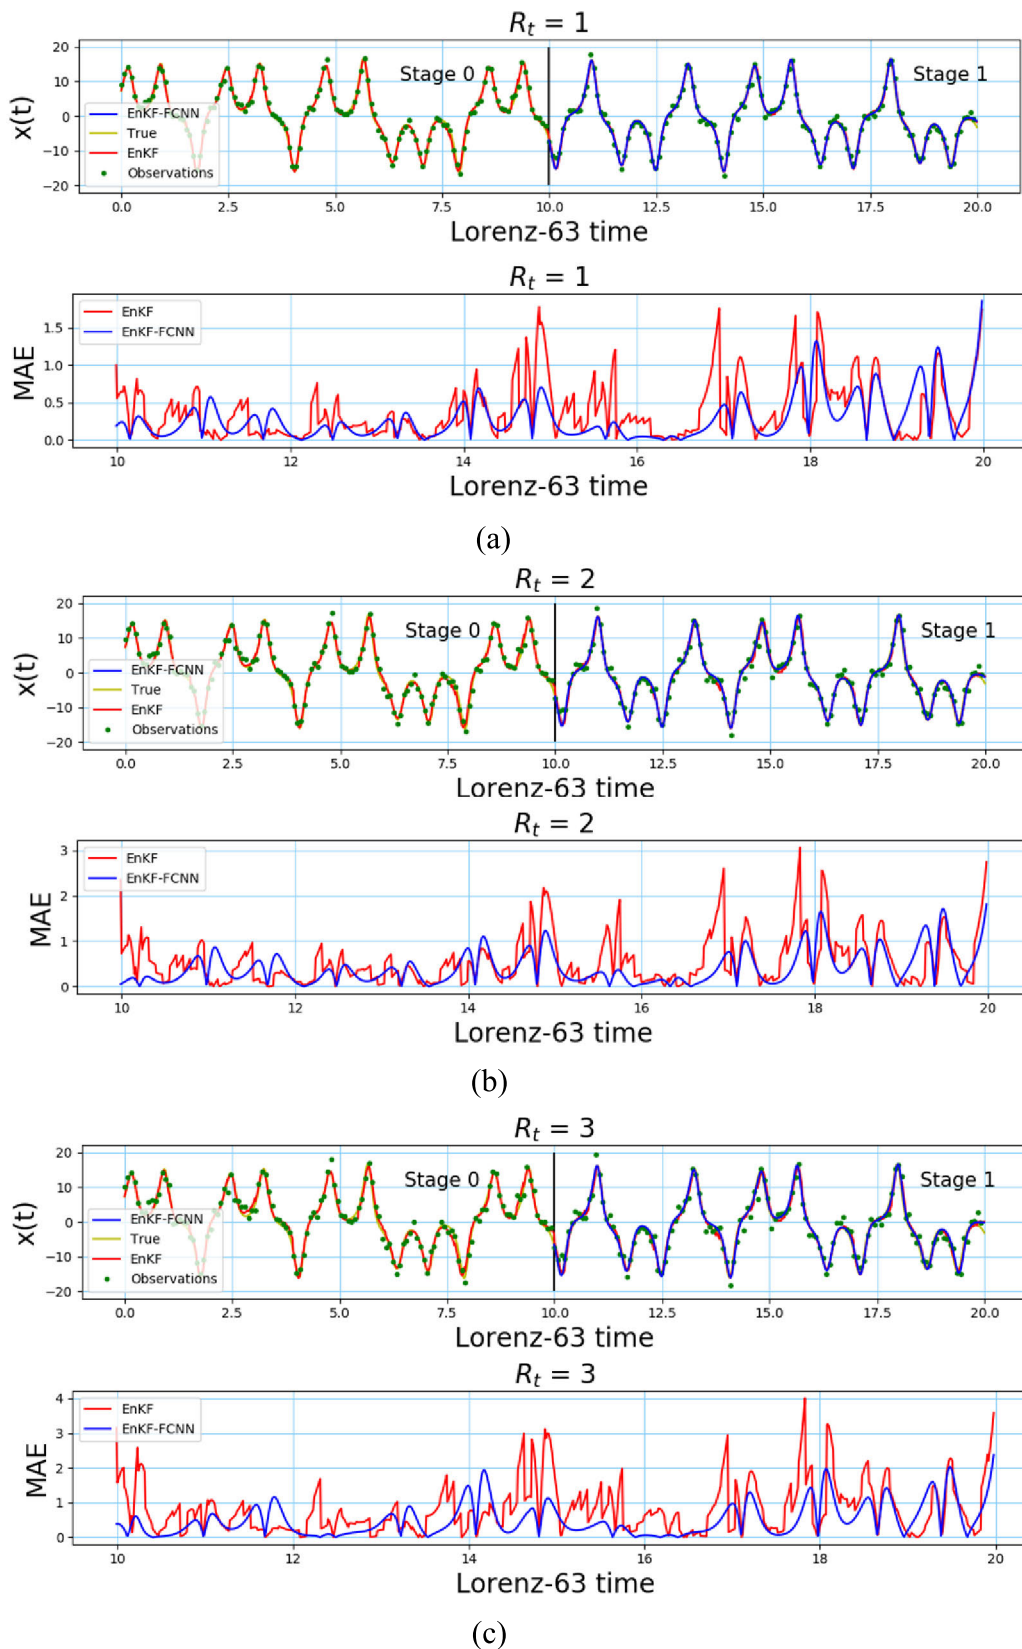 R_t = 1
20
10
0
−10
−20
x(t)
Stage 0
Stage 1
EnKF-FCNN
True
EnKF
Observations
0.0 2.5 5.0 7.5 10.0 12.5 15.0 17.5 20.0
Lorenz-63 time
R_t = 1
1.5
1.0
0.5
0.0
MAE
EnKF
EnKF-FCNN
10 12 14 16 18 20
Lorenz-63 time
(a)
R_t = 2
20
10
0
−10
−20
x(t)
Stage 0
Stage 1
EnKF-FCNN
True
EnKF
Observations
0.0 2.5 5.0 7.5 10.0 12.5 15.0 17.5 20.0
Lorenz-63 time
R_t = 2
3
2
1
0
MAE
EnKF
EnKF-FCNN
10 12 14 16 18 20
Lorenz-63 time
(b)
R_t = 3
20
10
0
−10
−20
x(t)
Stage 0
Stage 1
EnKF-FCNN
True
EnKF
Observations
0.0 2.5 5.0 7.5 10.0 12.5 15.0 17.5 20.0
Lorenz-63 time
R_t = 3
4
3
2
1
0
MAE
EnKF
EnKF-FCNN
10 12 14 16 18 20
Lorenz-63 time
(c)